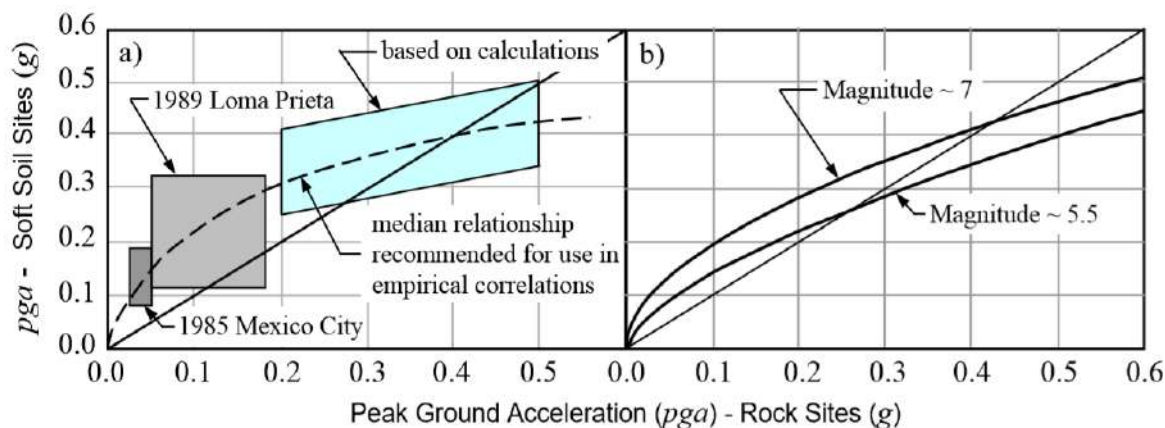 pga - Soft Soil Sites (g)
0.6
0.5
0.4
0.3
0.2
0.1
0.0
a)
based on calculations
1989 Loma Prieta
median relationship
recommended for use in
empirical correlations
1985 Mexico City
0.0 0.1 0.2 0.3 0.4 0.5
b)
Magnitude ~ 7
Magnitude ~ 5.5
0.0 0.1 0.2 0.3 0.4 0.5 0.6
Peak Ground Acceleration (pga) - Rock Sites (g)